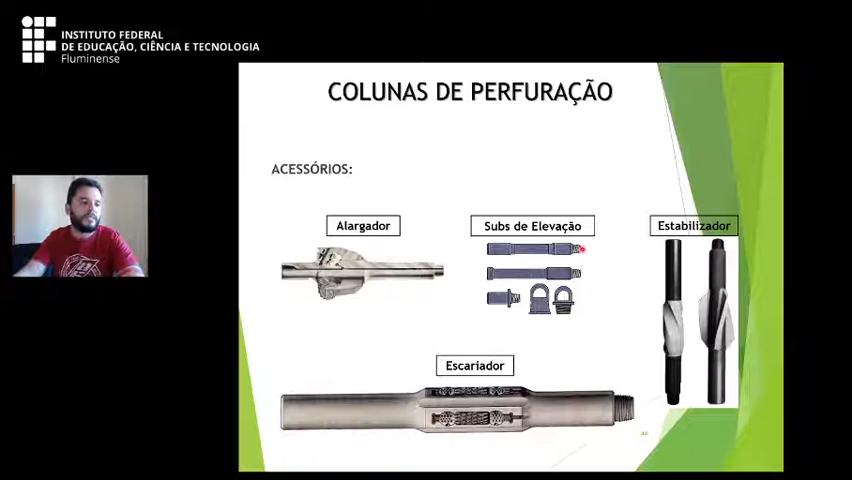 INSTITUTO FEDERAL
DE EDUCAÇÃO, CIÊNCIA E TECNOLOGIA
Fluminense
COLUNAS DE PERFURAÇÃO
ACESSÓRIOS:
Alargador
Subs de Elevação
Estabilizador
Escariador